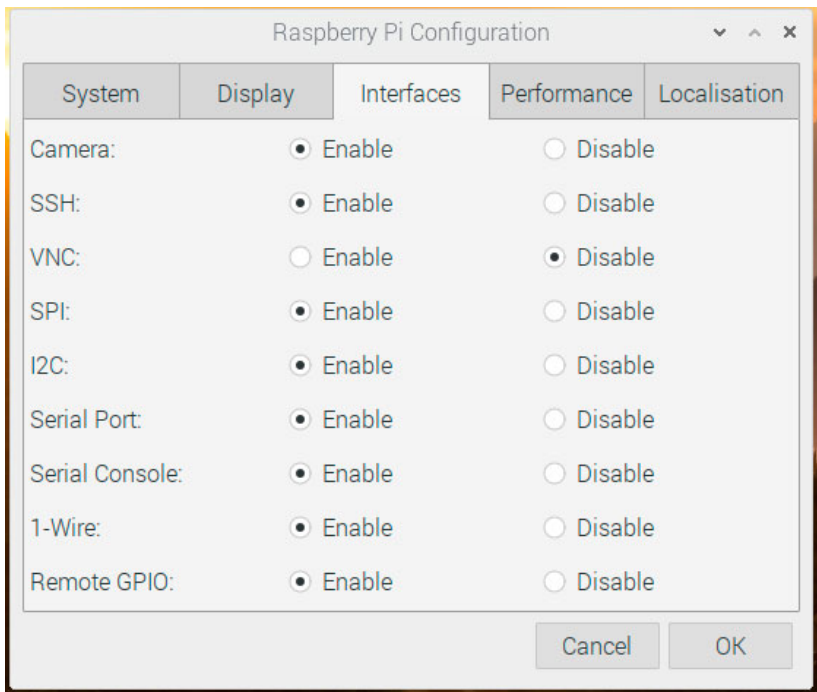 Raspberry Pi Configuration
System Display Interfaces Performance Localisation
Camera: Enable Disable
SSH: Enable Disable
VNC: Enable Disable
SPI: Enable Disable
I2C: Enable Disable
Serial Port: Enable Disable
Serial Console: Enable Disable
1-Wire: Enable Disable
Remote GPIO: Enable Disable
Cancel OK